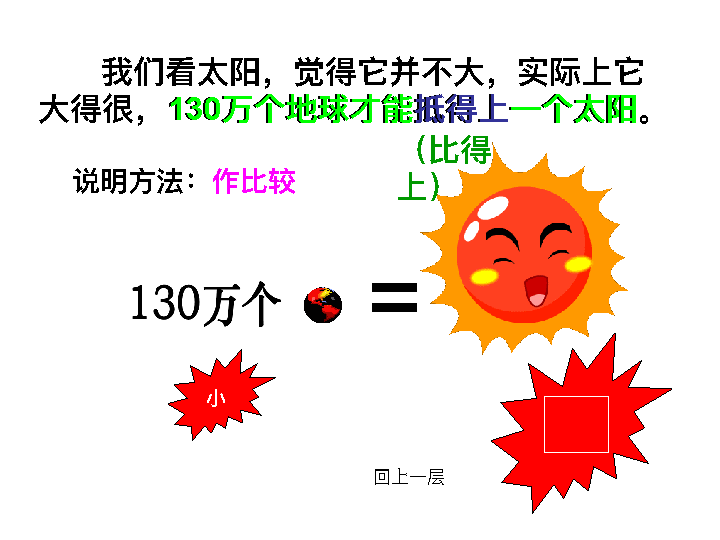 我们看太阳，觉得它并不大，实际上它
大得很，130万个地球才能抵得上一个太阳。
（比得
上）
说明方法：作比较
130万个 =
小
回上一层